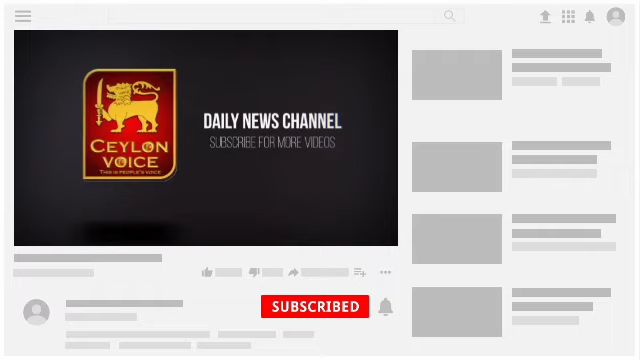 DAILY NEWS CHANNEL
SUBSCRIBE FOR MORE VIDEOS
CEYLON
VOICE
THIS IS PEOPLE'S VOICE
SUBSCRIBED